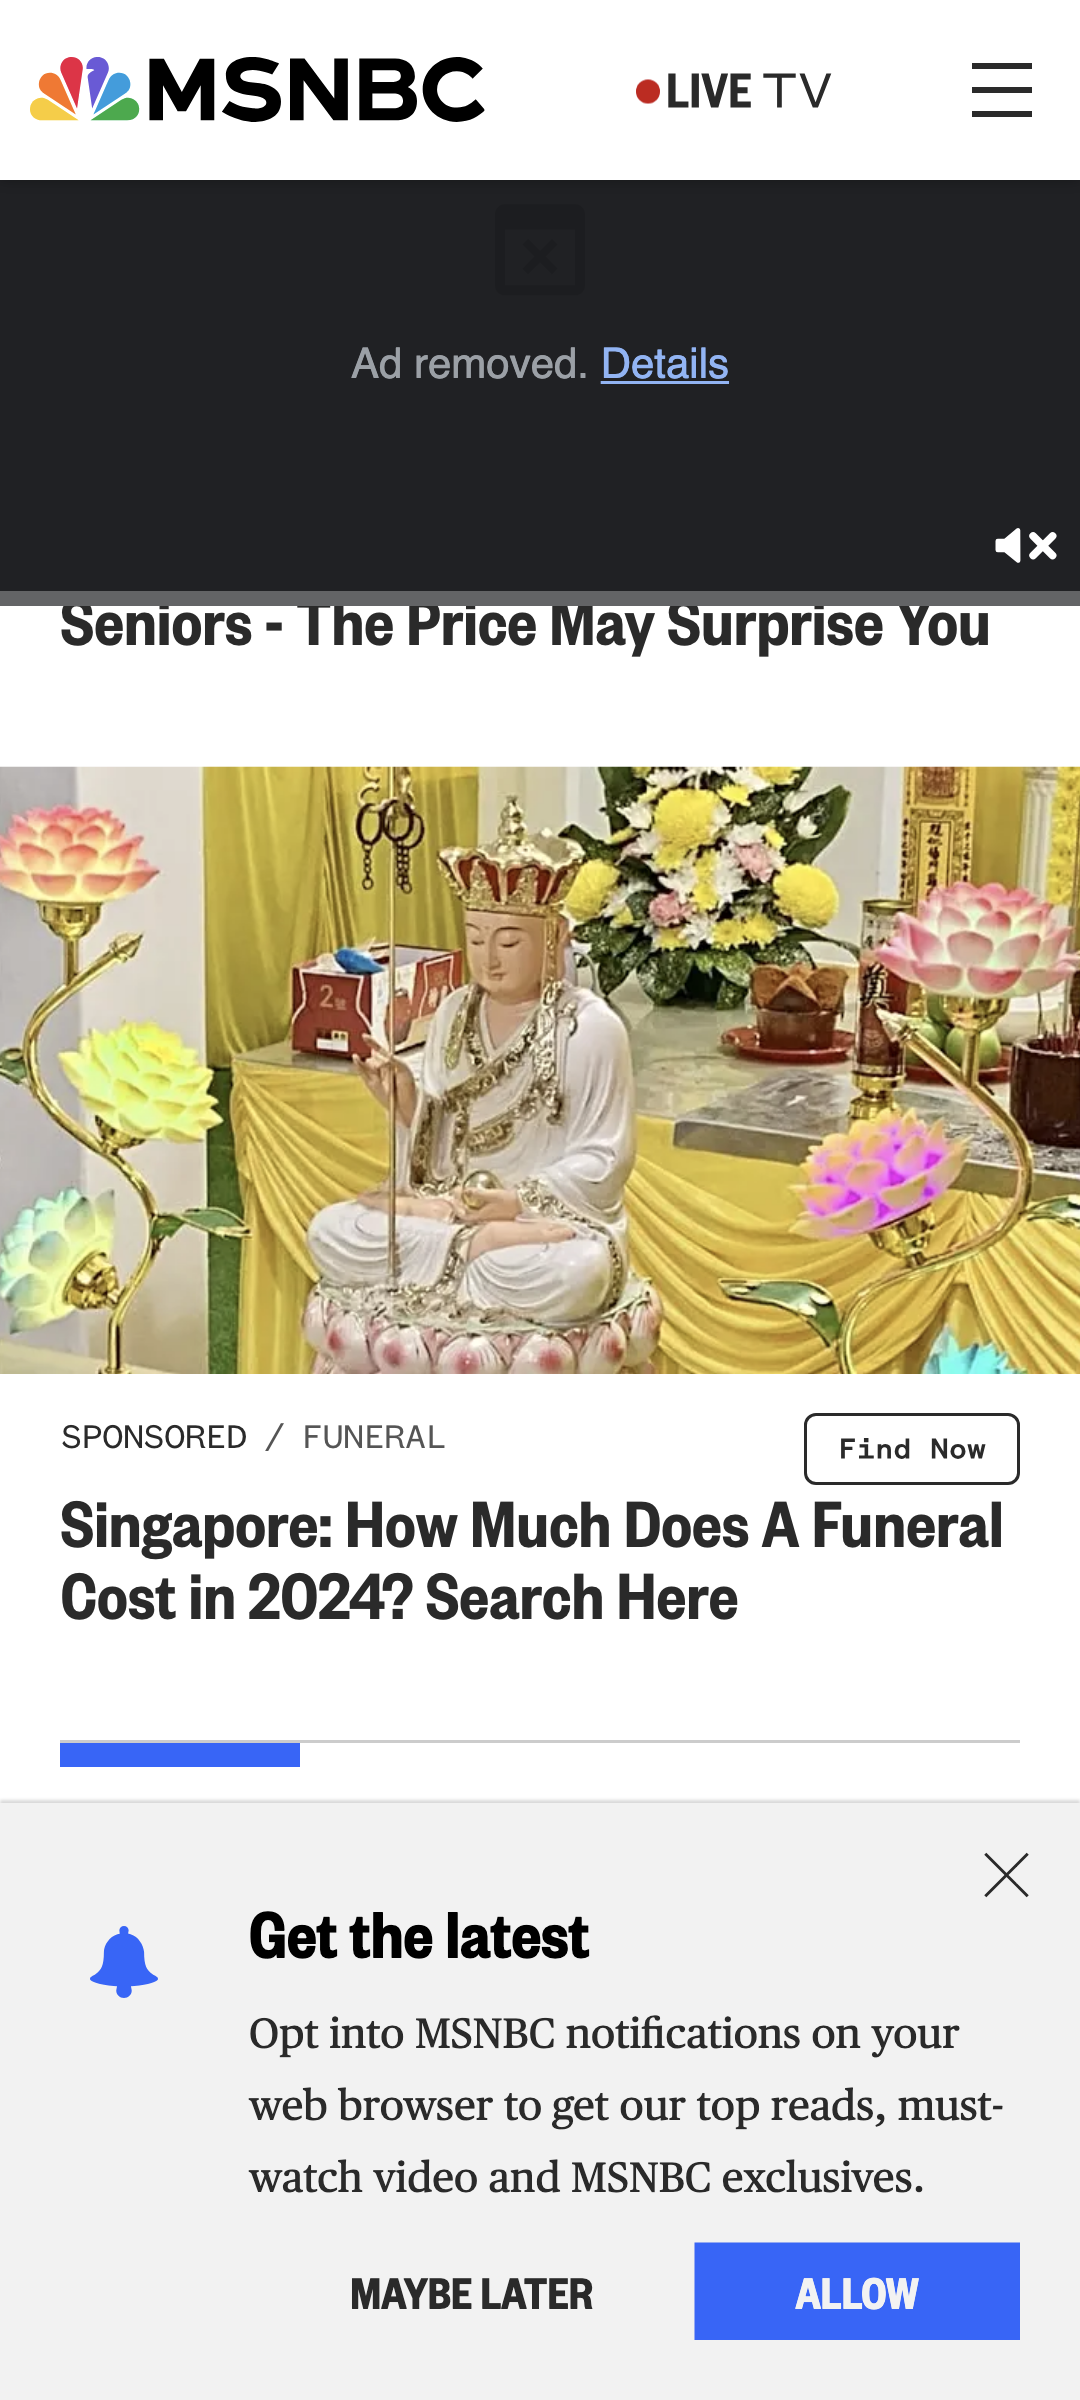 MSNBC
LIVE TV
Ad removed. Details
Seniors - The Price May Surprise You
2
奠
SPONSORED / FUNERAL
Find Now
Singapore: How Much Does A Funeral
Cost in 2024? Search Here
Get the latest
Opt into MSNBC notifications on your
web browser to get our top reads, must-
watch video and MSNBC exclusives.
MAYBE LATER
ALLOW